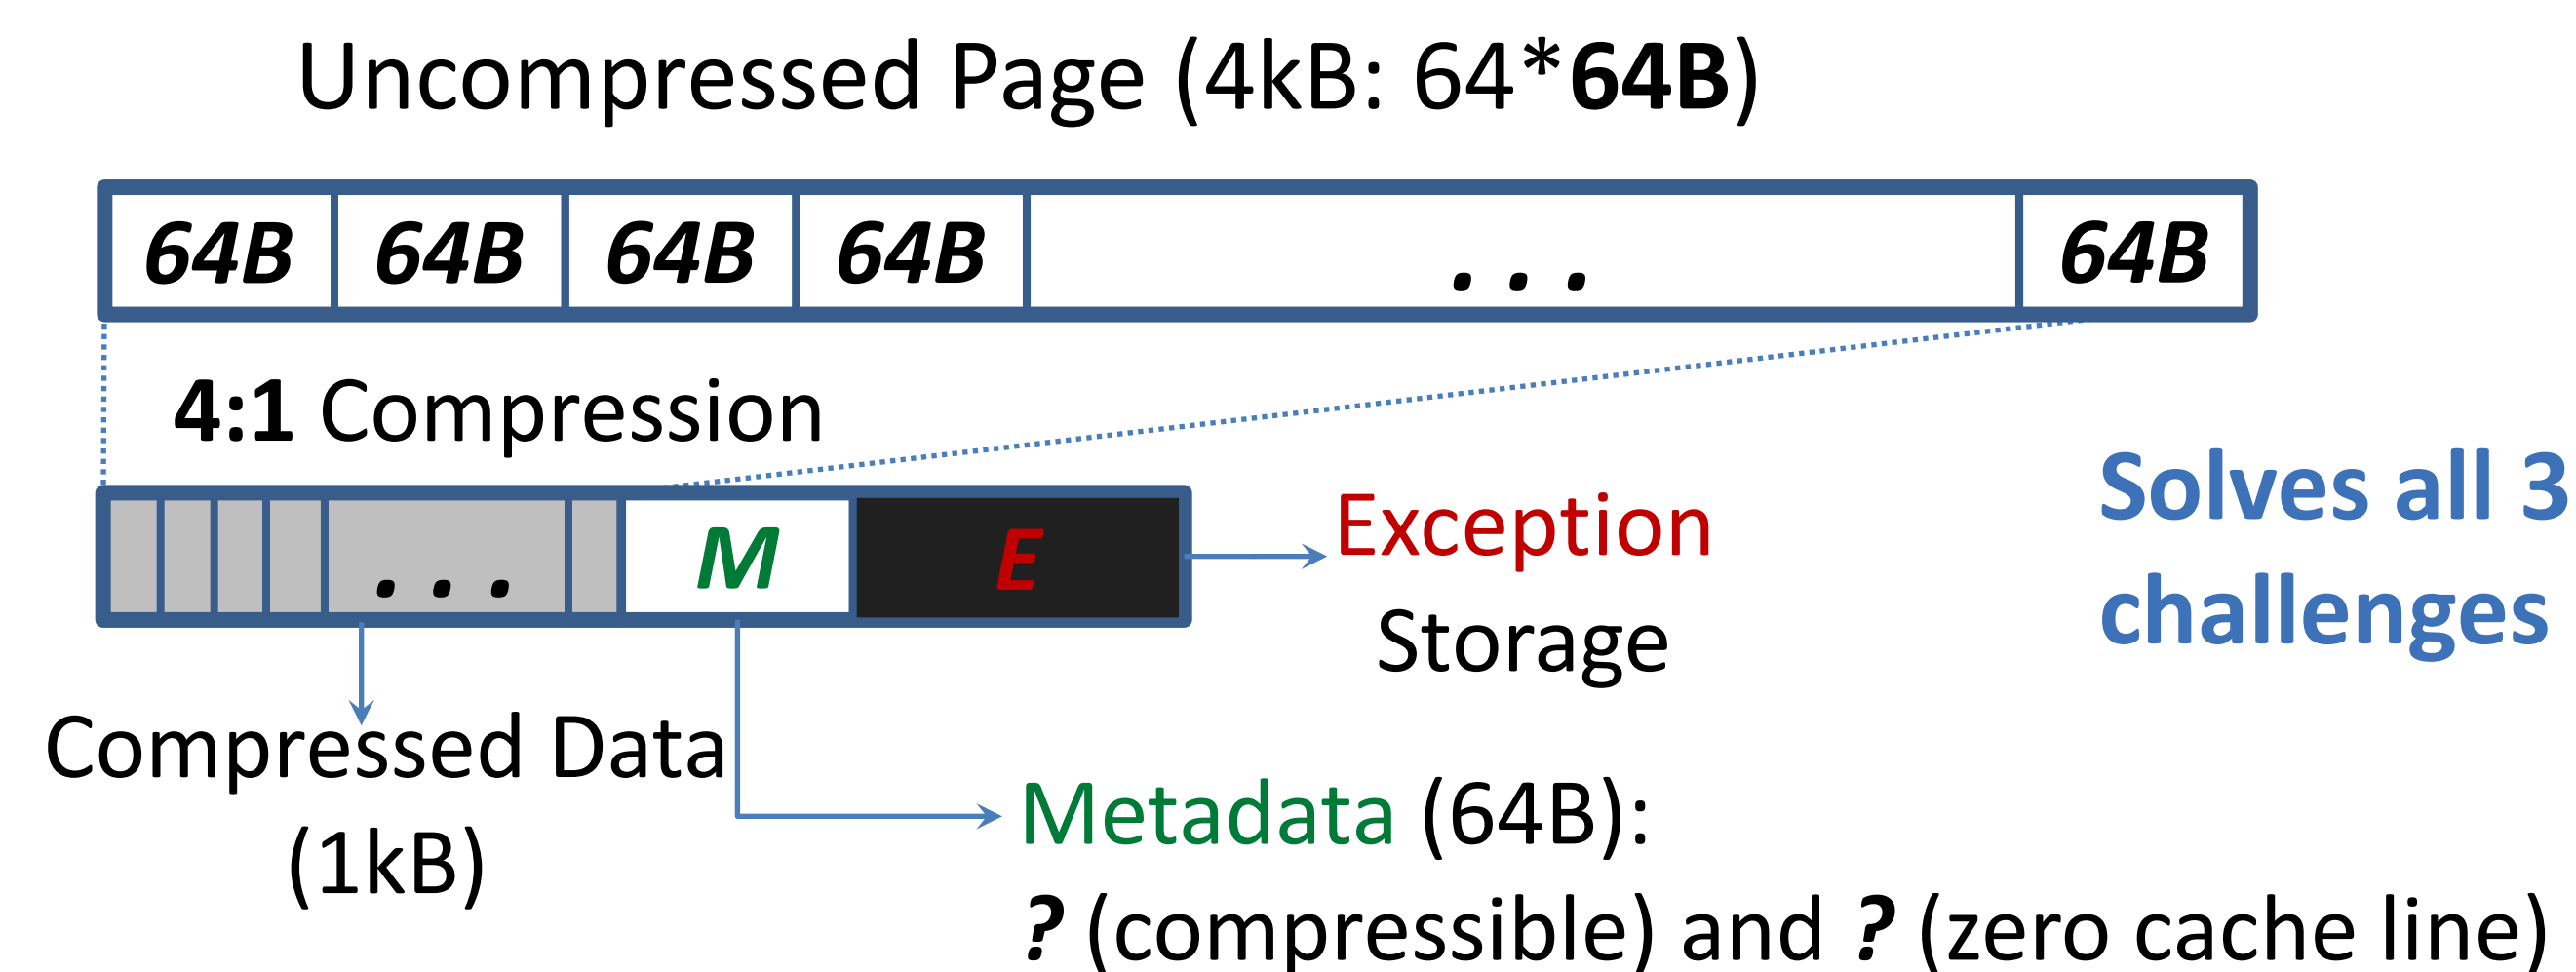 Uncompressed Page (4kB: 64*64B)
64B 64B 64B 64B . . . 64B
4:1 Compression
Solves all 3
challenges
. . . M E
Exception
Storage
Compressed Data
(1kB)
Metadata (64B):
? (compressible) and ? (zero cache line)